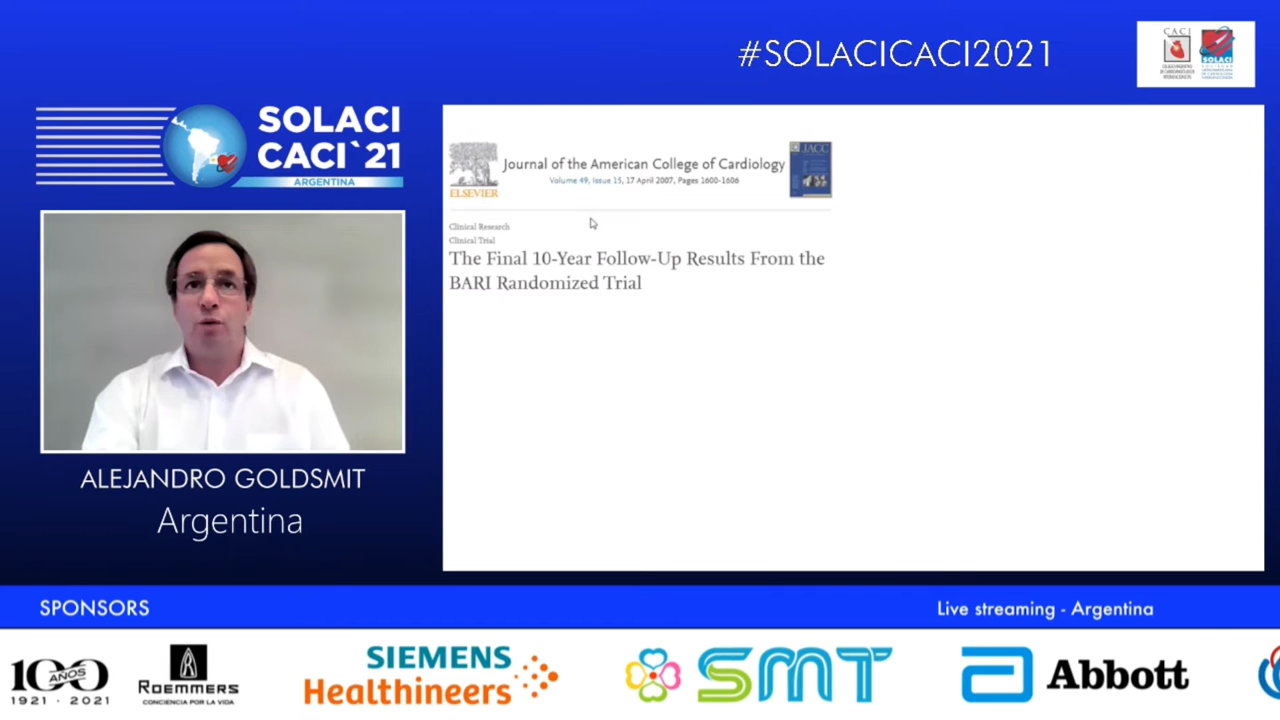 #SOLACICACI2021
CACI
SOLACI
SOLACI
CACI`21
ARGENTINA
ELSEVIER
Journal of the American College of Cardiology
Volume 49, Issue 15, 17 April 2007, Pages 1600-1606
JACC
Clinical Research
Clinical Trial
The Final 10-Year Follow-Up Results From the
BARI Randomized Trial
ALEJANDRO GOLDSMIT
Argentina
SPONSORS
Live streaming - Argentina
100
AÑOS
1921 · 2021
ROEMMERS
CONCIENCIA POR LA VIDA
SIEMENS
Healthineers
SMT
Abbott